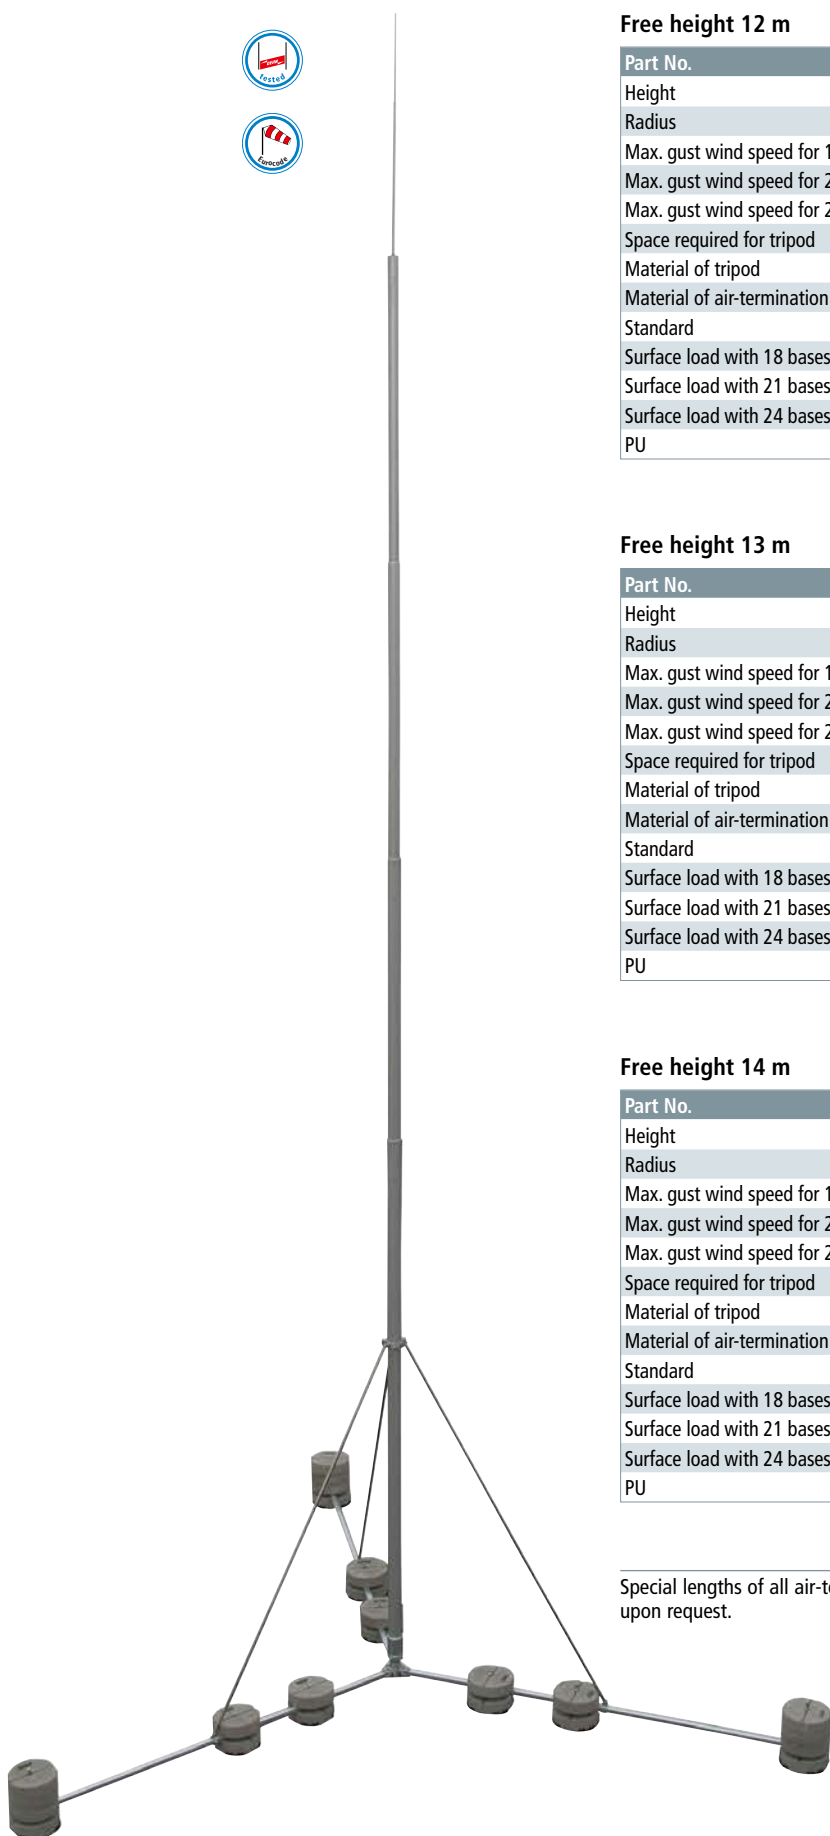 tested
Eurocode
Free height 12 m
Part No.
Height
Radius
Max. gust wind speed for 1
Max. gust wind speed for 2
Max. gust wind speed for 2
Space required for tripod
Material of tripod
Material of air-termination
Standard
Surface load with 18 bases
Surface load with 21 bases
Surface load with 24 bases
PU
Free height 13 m
Part No.
Height
Radius
Max. gust wind speed for 1
Max. gust wind speed for 2
Max. gust wind speed for 2
Space required for tripod
Material of tripod
Material of air-termination
Standard
Surface load with 18 bases
Surface load with 21 bases
Surface load with 24 bases
PU
Free height 14 m
Part No.
Height
Radius
Max. gust wind speed for 1
Max. gust wind speed for 2
Max. gust wind speed for 2
Space required for tripod
Material of tripod
Material of air-termination
Standard
Surface load with 18 bases
Surface load with 21 bases
Surface load with 24 bases
PU
Special lengths of all air-te
upon request.